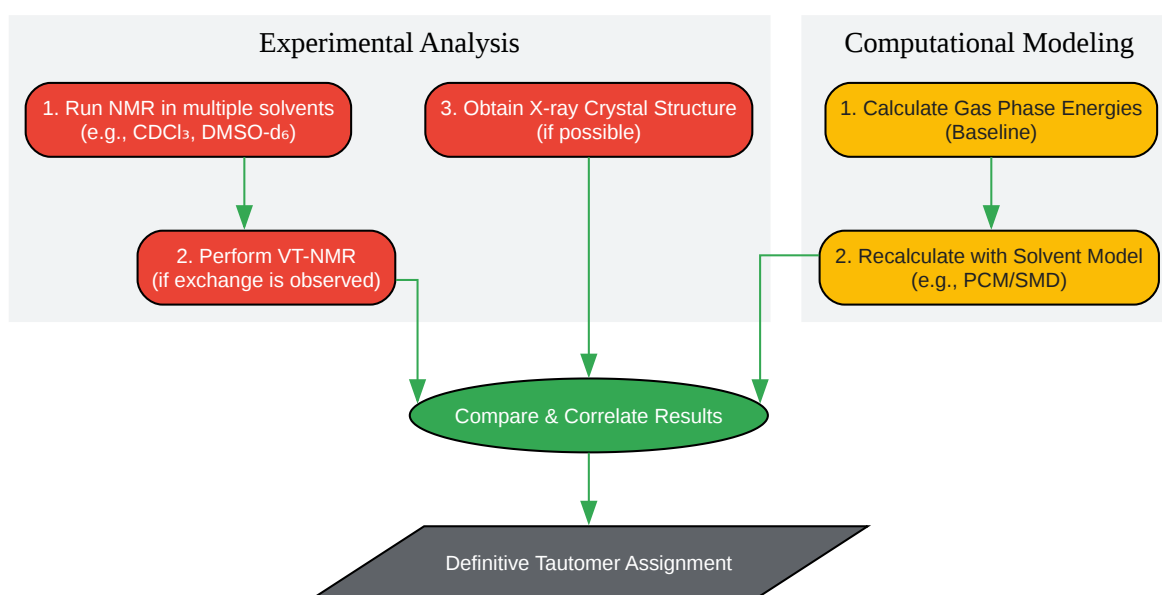 Experimental Analysis
1. Run NMR in multiple solvents
(e.g., CDCl₃, DMSO-d₆)
3. Obtain X-ray Crystal Structure
(if possible)
2. Perform VT-NMR
(if exchange is observed)
Computational Modeling
1. Calculate Gas Phase Energies
(Baseline)
2. Recalculate with Solvent Model
(e.g., PCM/SMD)
Compare & Correlate Results
Definitive Tautomer Assignment